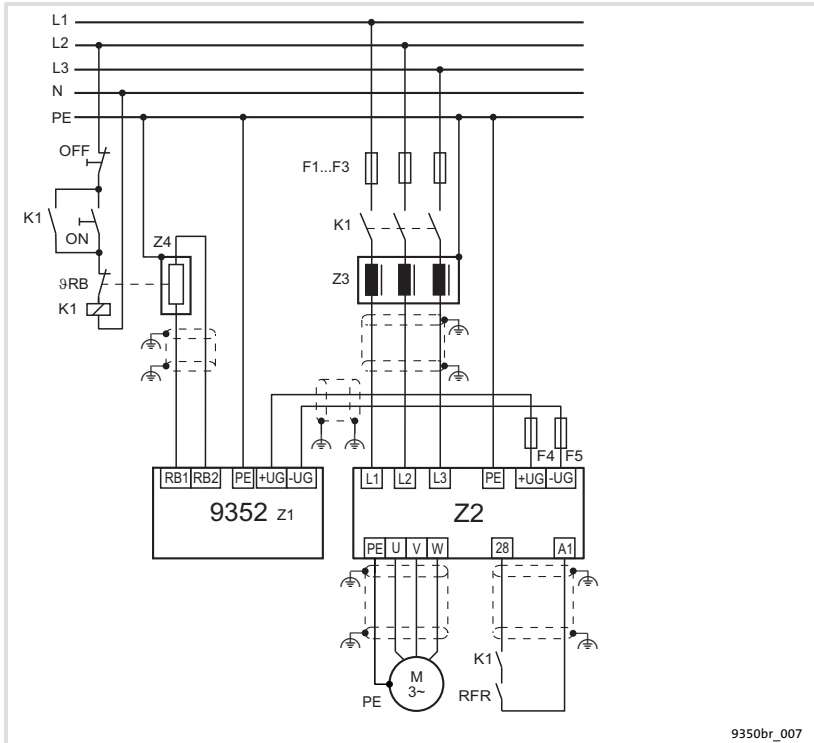 L1
L2
L3
N
PE
OFF
F1...F3
K1
K1
ON
Z4
Z3
ϑRB
K1
F4 F5
RB1 RB2 PE +UG -UG
L1 L2 L3 PE +UG -UG
9352 Z1
Z2
PE U V W 28 A1
K1
M
3~
PE
RFR
9350br_007